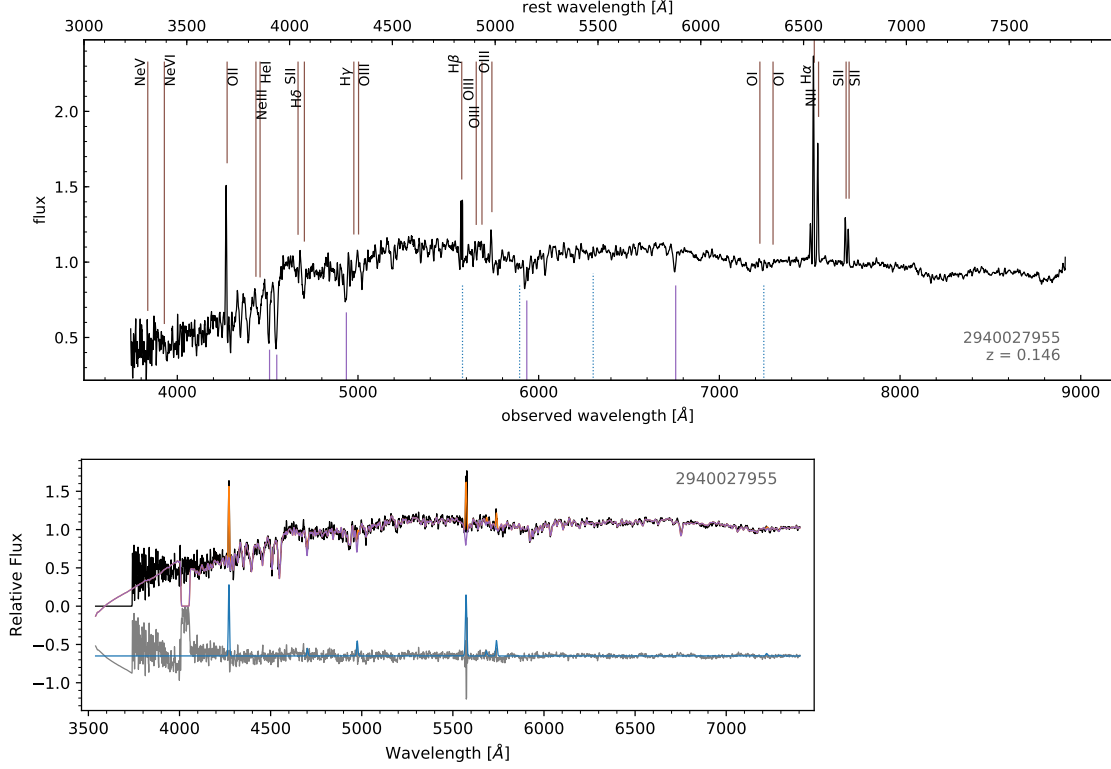 rest wavelength [Å]
3000 3500 4000 4500 5000 5500 6000 6500 7000 7500
NeV NeVI OII NeIII HeI SII Hδ Hγ OIII Hβ OIII OIII OIII OI OI NII Hα SII SII
flux
2.0
1.5
1.0
0.5
2940027955
z = 0.146
4000 5000 6000 7000 8000 9000
observed wavelength [Å]
2940027955
Relative Flux
1.5
1.0
0.5
0.0
−0.5
−1.0
3500 4000 4500 5000 5500 6000 6500 7000
Wavelength [Å]